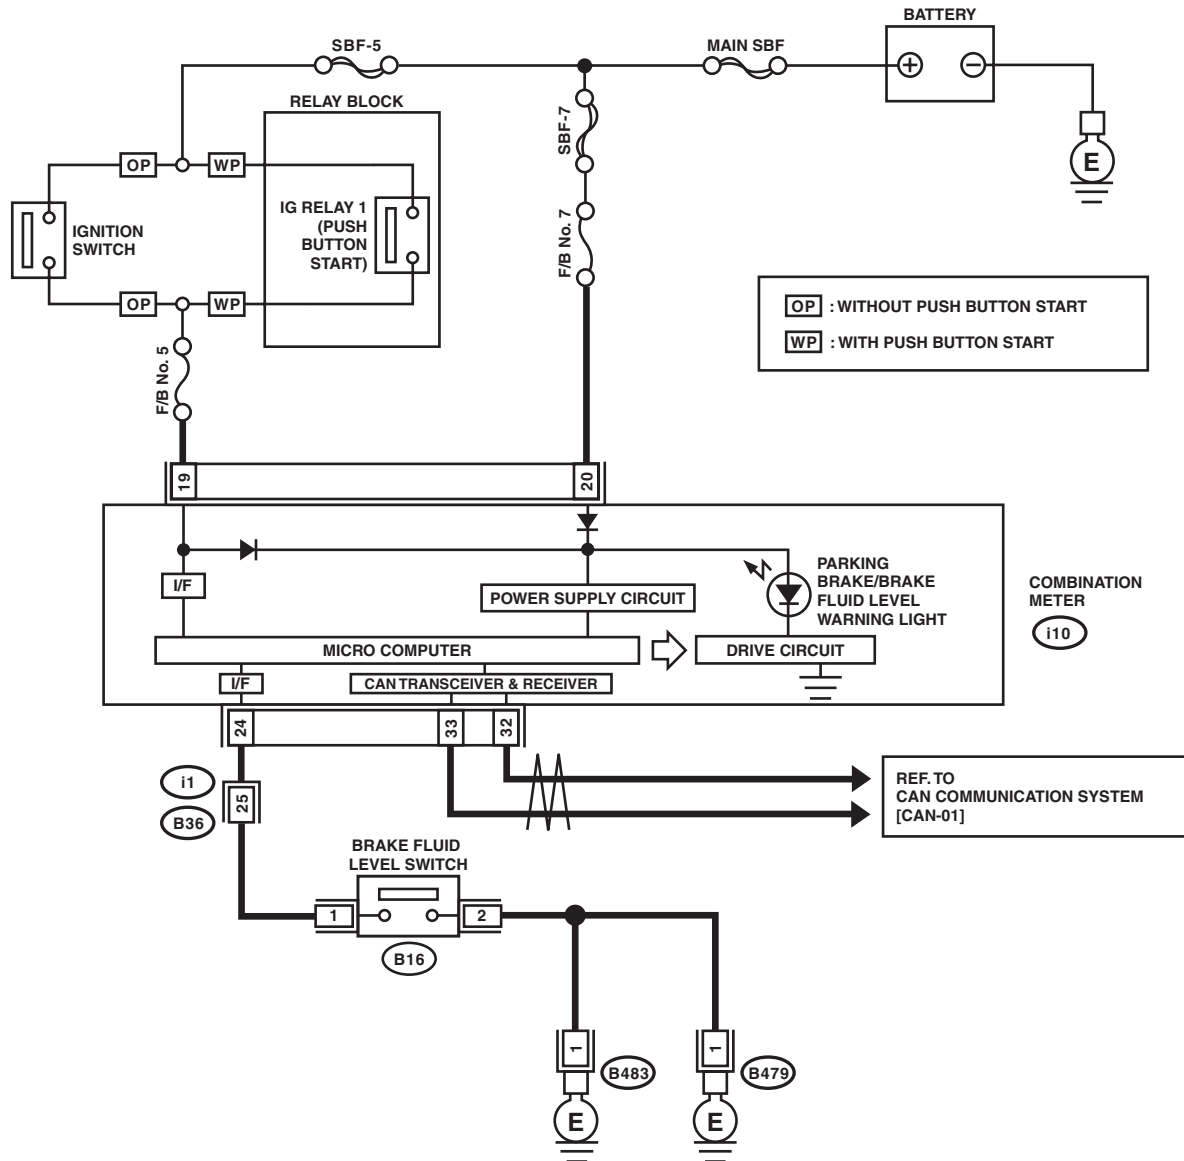 BATTERY
SBF-5
MAIN SBF
RELAY BLOCK
SBF-7
OP
WP
E
IG RELAY 1
(PUSH
BUTTON
START)
IGNITION
SWITCH
F/B No. 7
OP
WP
OP : WITHOUT PUSH BUTTON START
WP : WITH PUSH BUTTON START
F/B No. 5
19
20
I/F
POWER SUPPLY CIRCUIT
PARKING
BRAKE/BRAKE
FLUID LEVEL
WARNING LIGHT
COMBINATION
METER
i10
MICRO COMPUTER
DRIVE CIRCUIT
I/F
CAN TRANSCEIVER & RECEIVER
24
33
32
i1
25
B36
REF. TO
CAN COMMUNICATION SYSTEM
[CAN-01]
BRAKE FLUID
LEVEL SWITCH
1
2
B16
1
B483
1
B479
E
E